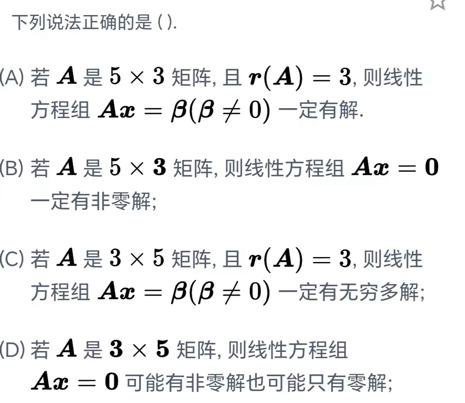 下列说法正确的是 ( ).
(A) 若 A 是 5 × 3 矩阵, 且 r(A) = 3, 则线性
方程组 Ax = β(β ≠ 0) 一定有解.
(B) 若 A 是 5 × 3 矩阵, 则线性方程组 Ax = 0
一定有非零解;
(C) 若 A 是 3 × 5 矩阵, 且 r(A) = 3, 则线性
方程组 Ax = β(β ≠ 0) 一定有无穷多解;
(D) 若 A 是 3 × 5 矩阵, 则线性方程组
Ax = 0 可能有非零解也可能只有零解;